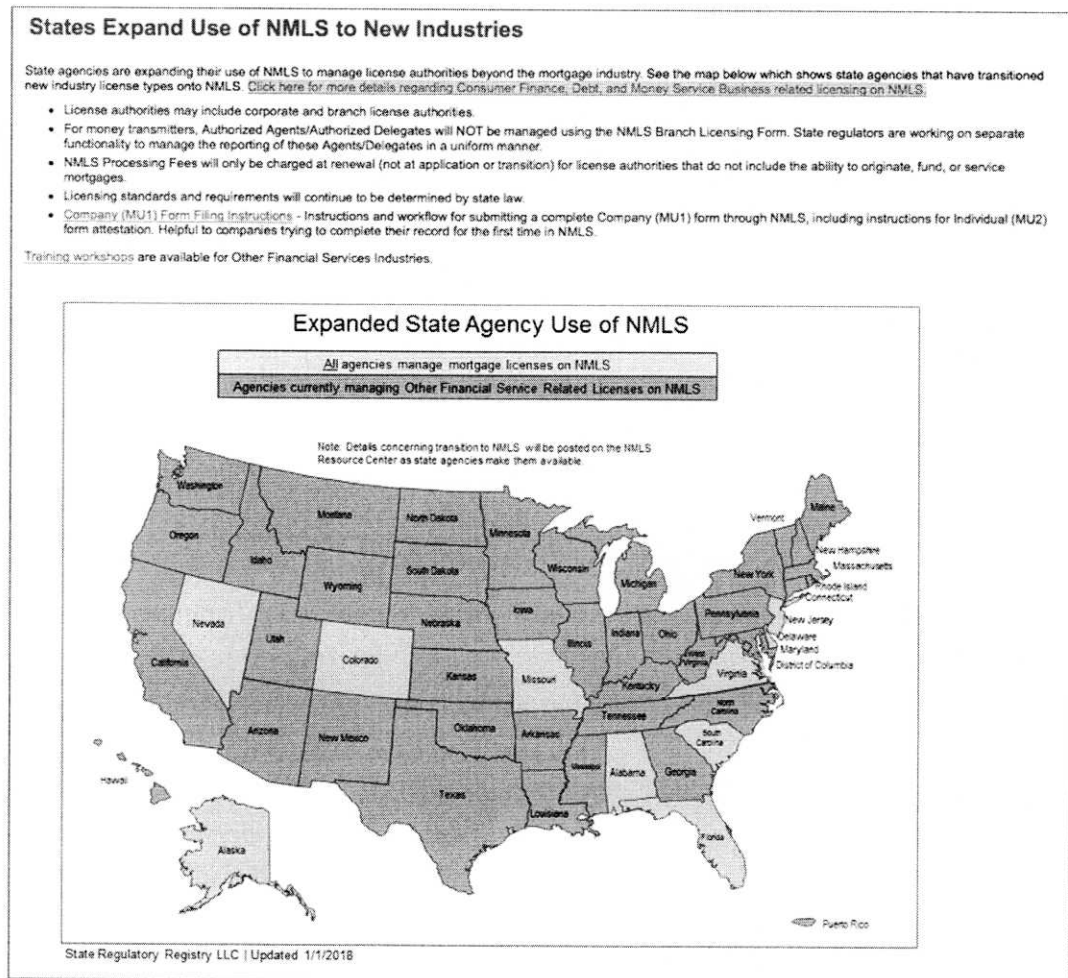 States Expand Use of NMLS to New Industries
State agencies are expanding their use of NMLS to manage license authorities beyond the mortgage industry. See the map below which shows state agencies that have transitioned
new industry license types onto NMLS. Click here for more details regarding Consumer Finance, Debt, and Money Service Business related licensing on NMLS.
• License authorities may include corporate and branch license authorities.
• For money transmitters, Authorized Agents/Authorized Delegates will NOT be managed using the NMLS Branch Licensing Form. State regulators are working on separate
functionality to manage the reporting of these Agents/Delegates in a uniform manner.
• NMLS Processing Fees will only be charged at renewal (not at application or transition) for license authorities that do not include the ability to originate, fund, or service
mortgages.
• Licensing standards and requirements will continue to be determined by state law.
• Company (MU1) Form Filing Instructions - Instructions and workflow for submitting a complete Company (MU1) form through NMLS, including instructions for Individual (MU2)
form attestation. Helpful to companies trying to complete their record for the first time in NMLS.
Training workshops are available for Other Financial Services Industries.
Expanded State Agency Use of NMLS
All agencies manage mortgage licenses on NMLS
Agencies currently managing Other Financial Service Related Licenses on NMLS
Note: Details concerning transition to NMLS will be posted on the NMLS
Resource Center as state agencies make them available.
Washington
Montana
North Dakota
Minnesota
Vermont
Maine
Oregon
Idaho
Wyoming
South Dakota
Wisconsin
Michigan
New York
New Hampshire
Massachusetts
Rhode Island
Connecticut
Nevada
Utah
Colorado
Nebraska
Iowa
Illinois
Indiana
Ohio
Pennsylvania
New Jersey
Delaware
Maryland
District of Columbia
California
Kansas
Missouri
Kentucky
West
Virginia
Virginia
Arizona
New Mexico
Oklahoma
Arkansas
Tennessee
North
Carolina
South
Carolina
Texas
Louisiana
Mississippi
Alabama
Georgia
Florida
Hawaii
Alaska
Puerto Rico
State Regulatory Registry LLC | Updated 1/1/2018